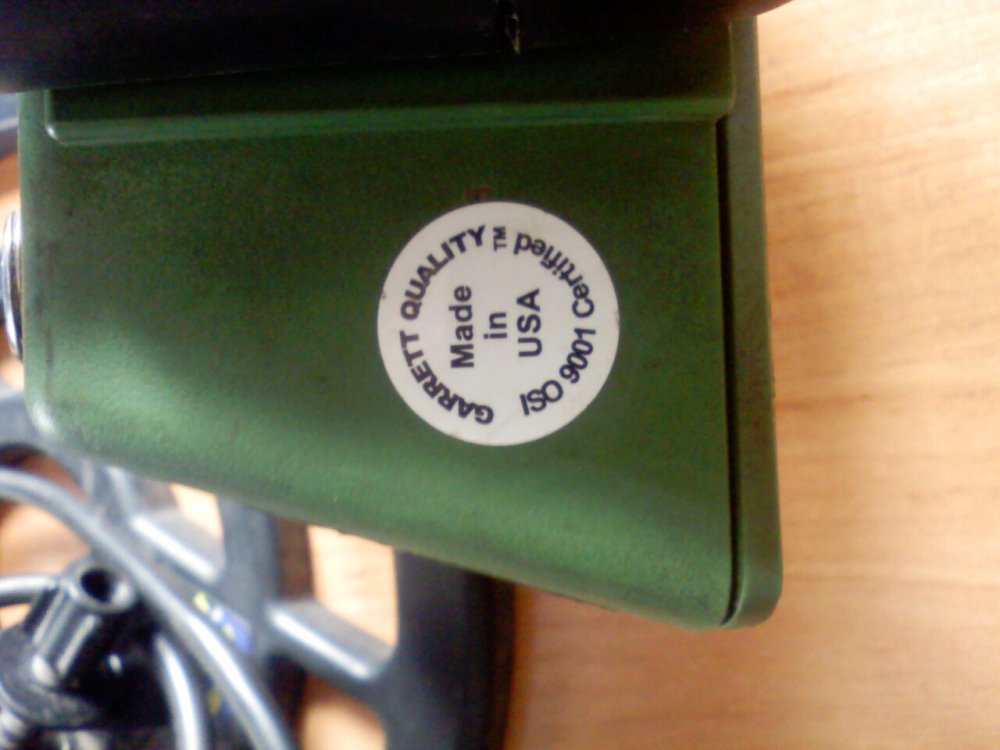 GARRETT QUALITY™
Made
in
USA
ISO 9001 Certified